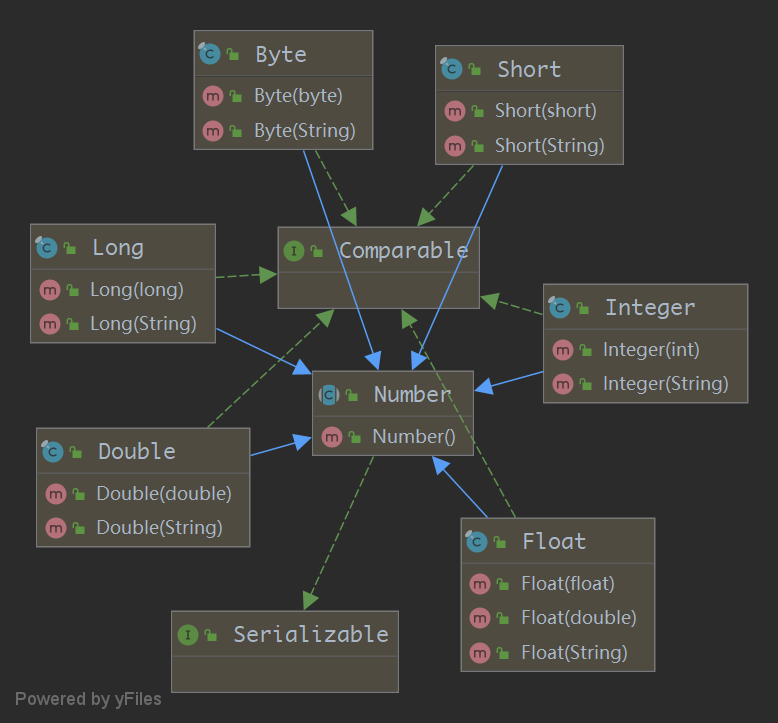 Byte
Byte(byte)
Byte(String)
Short
Short(short)
Short(String)
Long
Long(long)
Long(String)
Comparable
Integer
Integer(int)
Integer(String)
Number
Number()
Double
Double(double)
Double(String)
Float
Float(float)
Float(double)
Float(String)
Serializable
Powered by yFiles